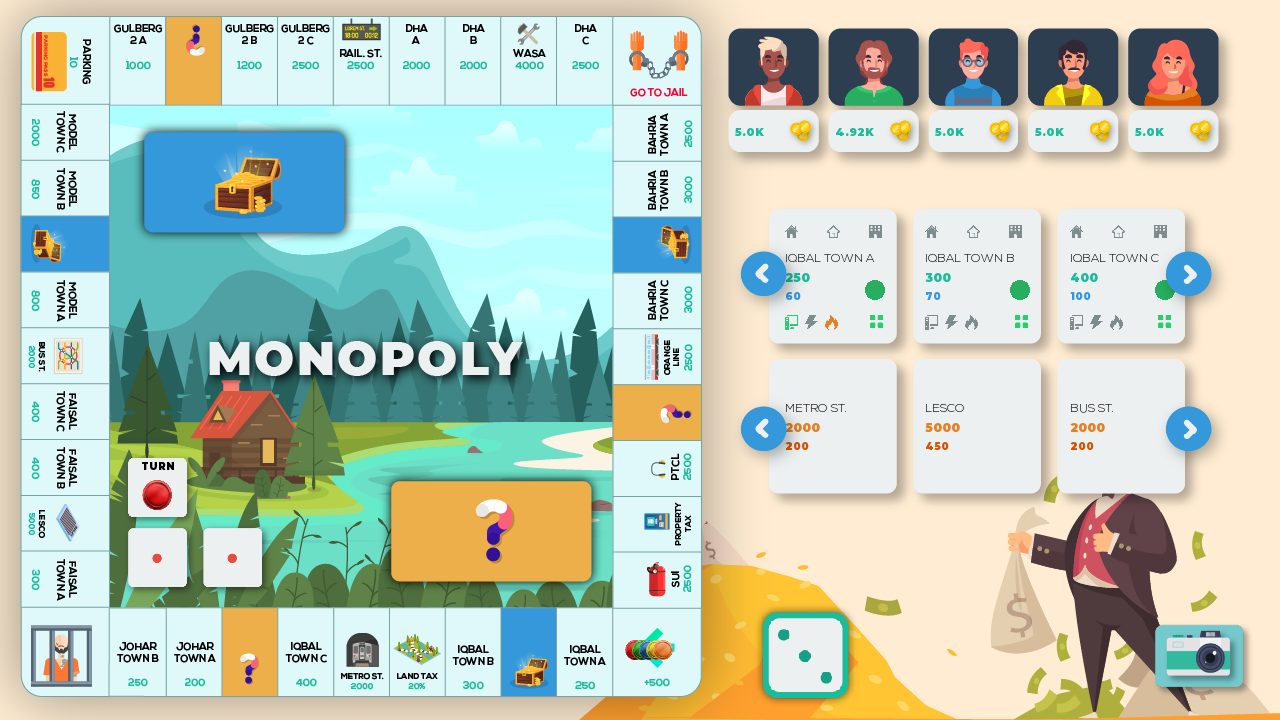 GULBERG
2 A
1000
GULBERG
2 B
1200
GULBERG
2 C
2500
RAIL. ST.
2500
DHA
A
2000
DHA
B
2000
WASA
4000
DHA
C
2500
GO TO JAIL
PARKING
10
PARKING PASS
10
MODEL
TOWN C
2000
MODEL
TOWN B
850
MODEL
TOWN A
800
BUS ST.
2000
FAISAL
TOWN C
400
FAISAL
TOWN B
400
LESCO
5000
FAISAL
TOWN A
300
BAHRIA
TOWN A
2500
BAHRIA
TOWN B
3000
BAHRIA
TOWN C
3000
ORANGE
LINE
2500
PTCL
2500
PROPERTY
TAX
SUI
2500
MONOPOLY
TURN
JOHAR
TOWN B
250
JOHAR
TOWN A
200
IQBAL
TOWN C
400
METRO ST.
2000
LAND TAX
20%
IQBAL
TOWN B
300
IQBAL
TOWN A
250
+500
5.0K
4.92K
5.0K
5.0K
5.0K
IQBAL TOWN A
250
60
IQBAL TOWN B
300
70
IQBAL TOWN C
400
100
METRO ST.
2000
200
LESCO
5000
450
BUS ST.
2000
200